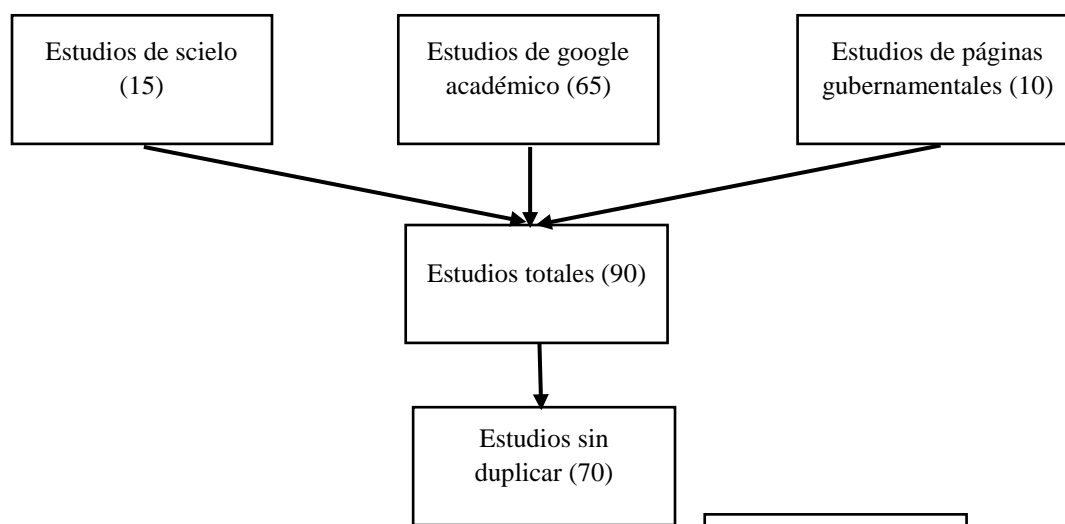 Estudios de scielo
(15)
Estudios de google
académico (65)
Estudios de páginas
gubernamentales (10)
Estudios totales (90)
Estudios sin
duplicar (70)